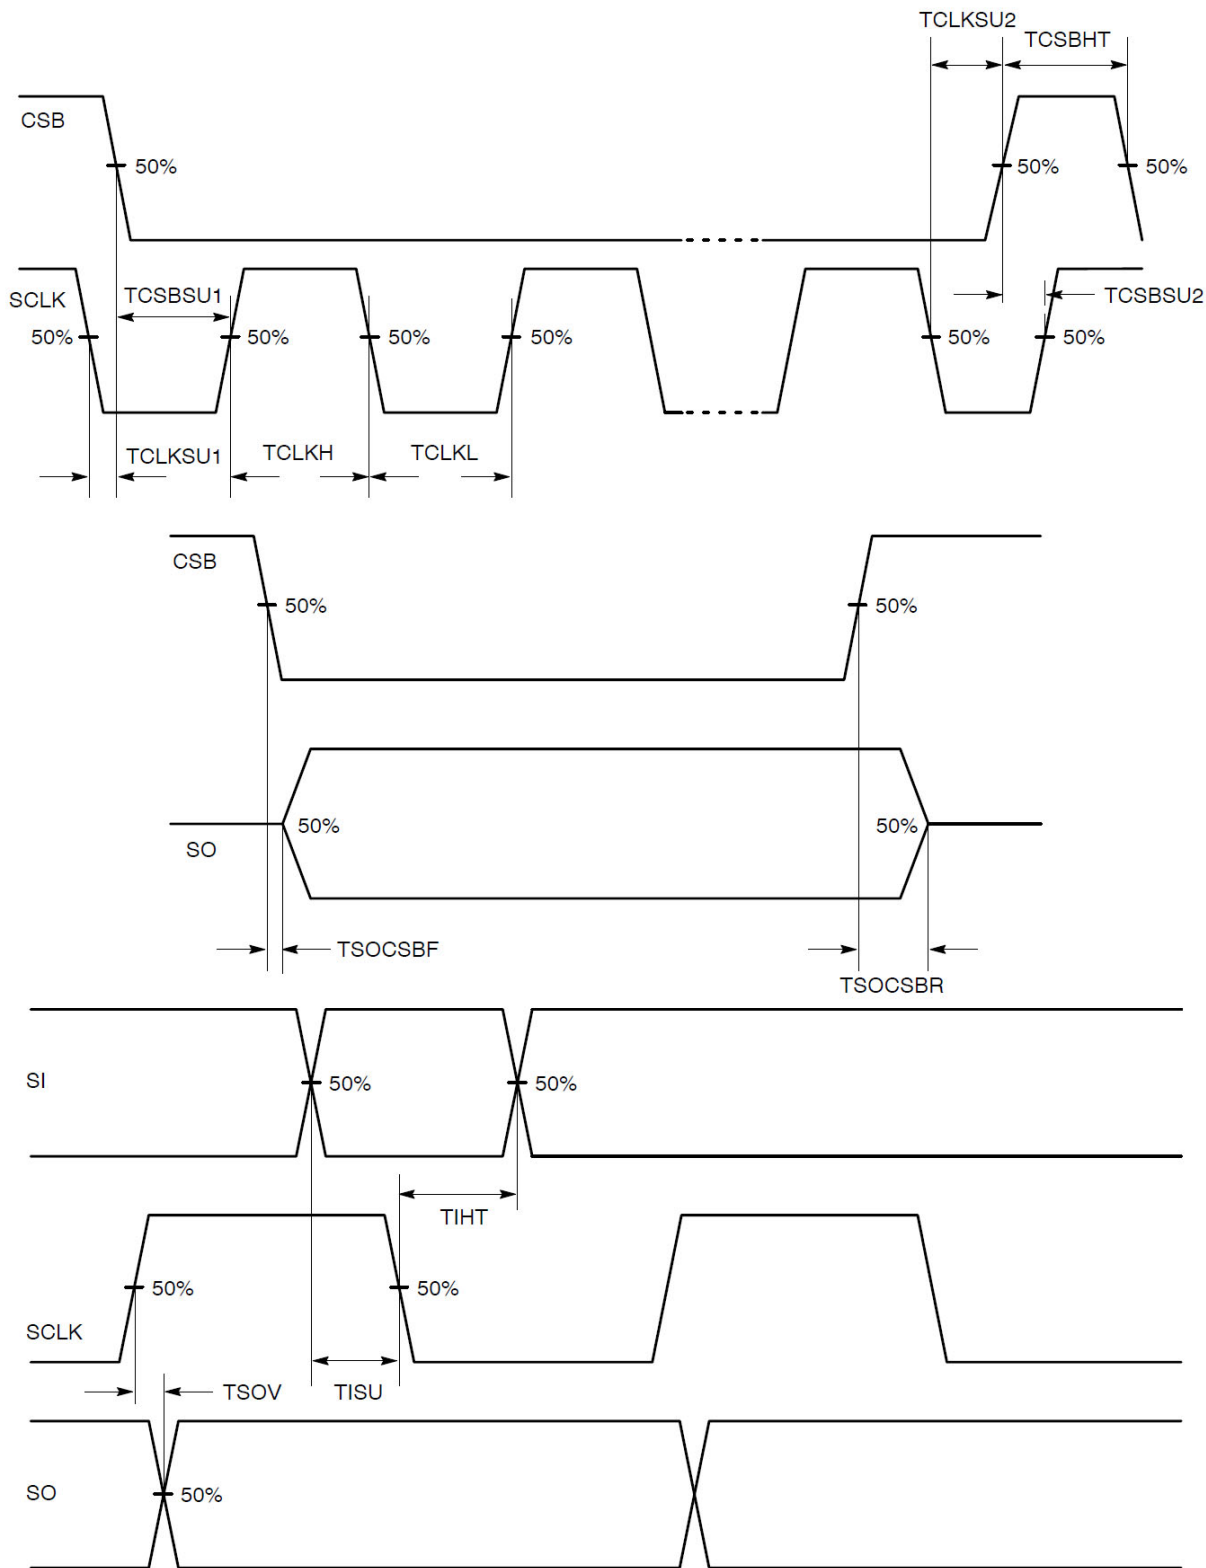 TCLKSU2
TCSBHT
CSB
50%
50%
50%
SCLK
TCSBSU1
TCSBSU2
50%
50%
50%
50%
50%
50%
TCLKSU1
TCLKH
TCLKL
CSB
50%
50%
50%
50%
SO
TSOCSBF
TSOCSBR
SI
50%
50%
TIHT
50%
50%
SCLK
TSOV
TISU
SO
50%